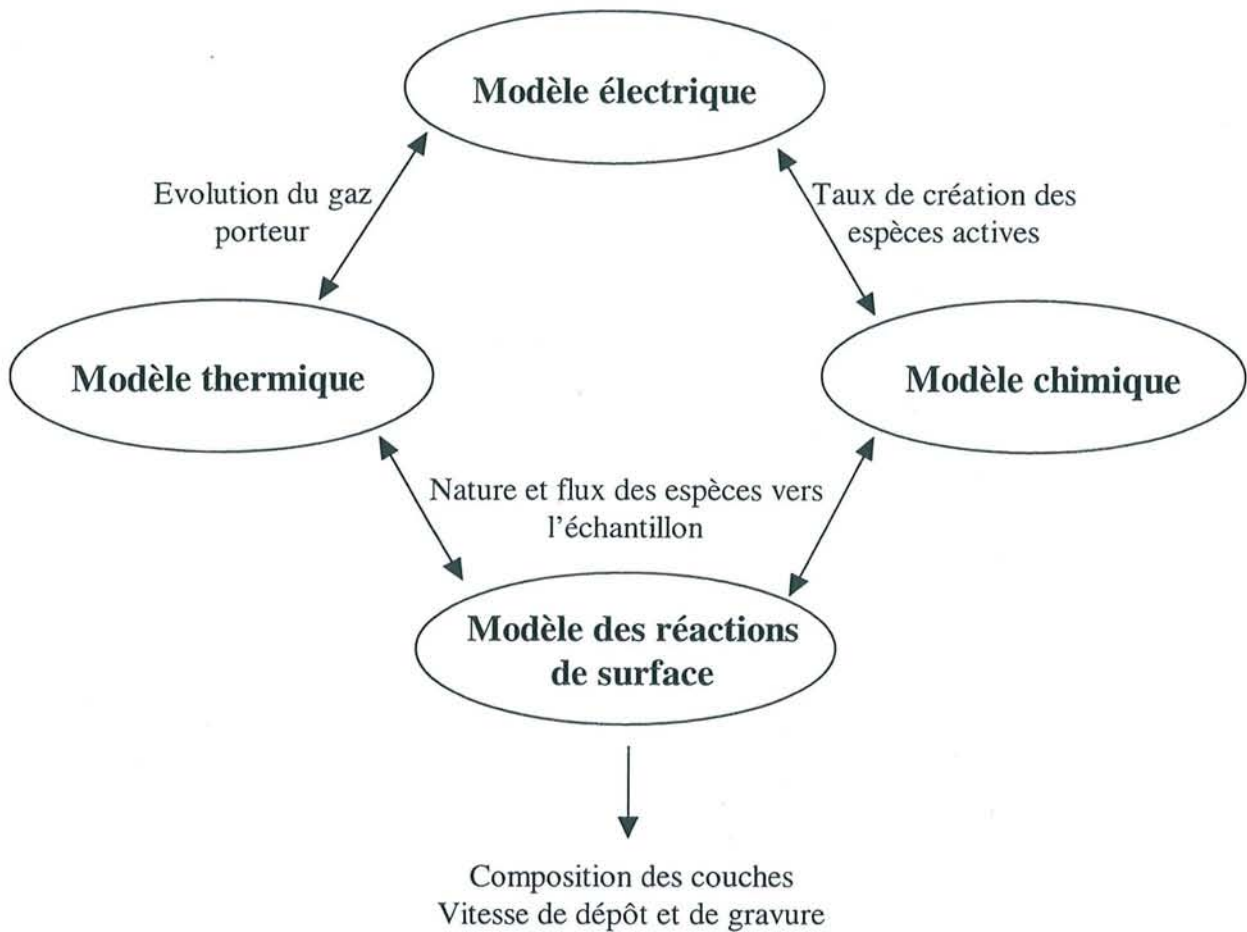 Modèle électrique
Evolution du gaz
porteur
Taux de création des
espèces actives
Modèle thermique
Modèle chimique
Nature et flux des espèces vers
l'échantillon
Modèle des réactions
de surface
Composition des couches
Vitesse de dépôt et de gravure